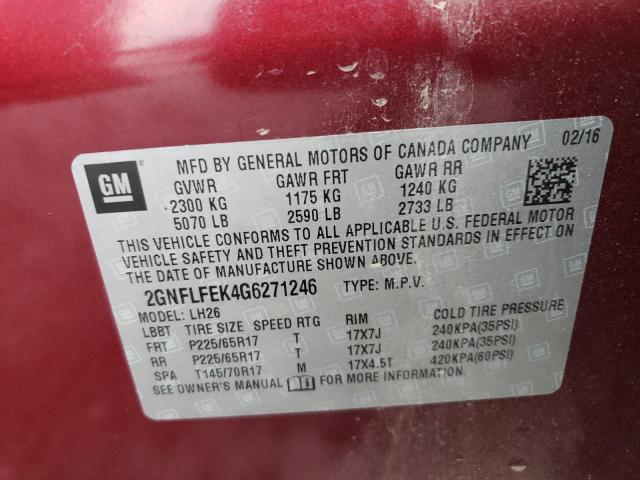 MFD BY GENERAL MOTORS OF CANADA COMPANY 02/16
GM
GVWR GAWR FRT GAWR RR
2300 KG 1175 KG 1240 KG
5070 LB 2590 LB 2733 LB
THIS VEHICLE CONFORMS TO ALL APPLICABLE U.S. FEDERAL MOTOR
VEHICLE SAFETY AND THEFT PREVENTION STANDARDS IN EFFECT ON
THE DATE OF MANUFACTURE SHOWN ABOVE.
2GNFLFEK4G6271246 TYPE: M.P.V.
MODEL: LH26
LBBT TIRE SIZE SPEED RTG RIM COLD TIRE PRESSURE
FRT P225/65R17 T 17X7J 240KPA(35PSI)
RR P225/65R17 T 17X7J 240KPA(35PSI)
SPA T145/70R17 M 17X4.5T 420KPA(60PSI)
SEE OWNER'S MANUAL FOR MORE INFORMATION.